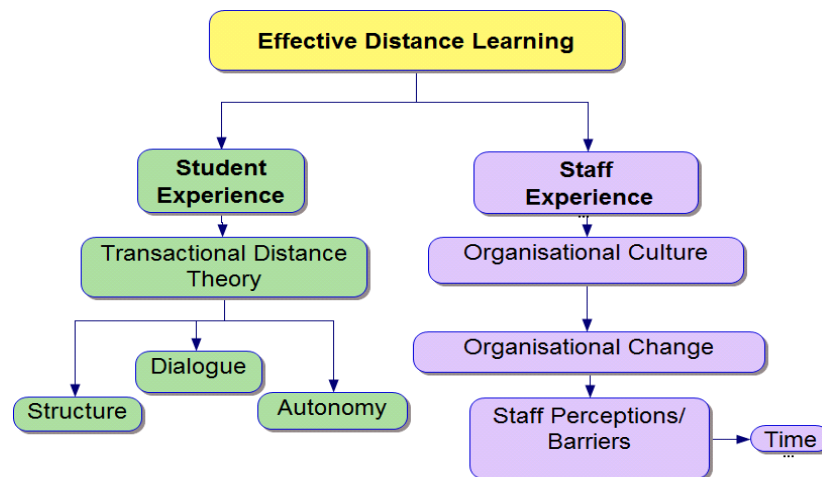 Effective Distance Learning
Student
Experience
Staff
Experience
...
Transactional Distance
Theory
Organisational Culture
Dialogue
Structure
Autonomy
Organisational Change
Staff Perceptions/
Barriers
Time
...